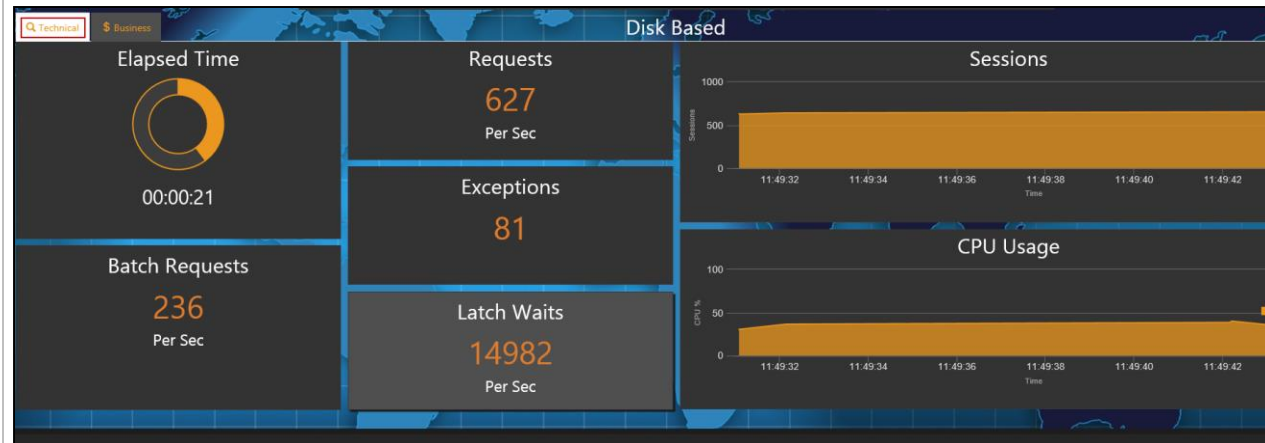 Technical
$ Business
Disk Based
Elapsed Time
00:00:21
Batch Requests
236
Per Sec
Requests
627
Per Sec
Exceptions
81
Latch Waits
14982
Per Sec
Sessions
1000
500
0
Sessions
11:49:32
11:49:34
11:49:36
11:49:38
11:49:40
11:49:42
Time
CPU Usage
100
50
0
CPU %
11:49:32
11:49:34
11:49:36
11:49:38
11:49:40
11:49:42
Time